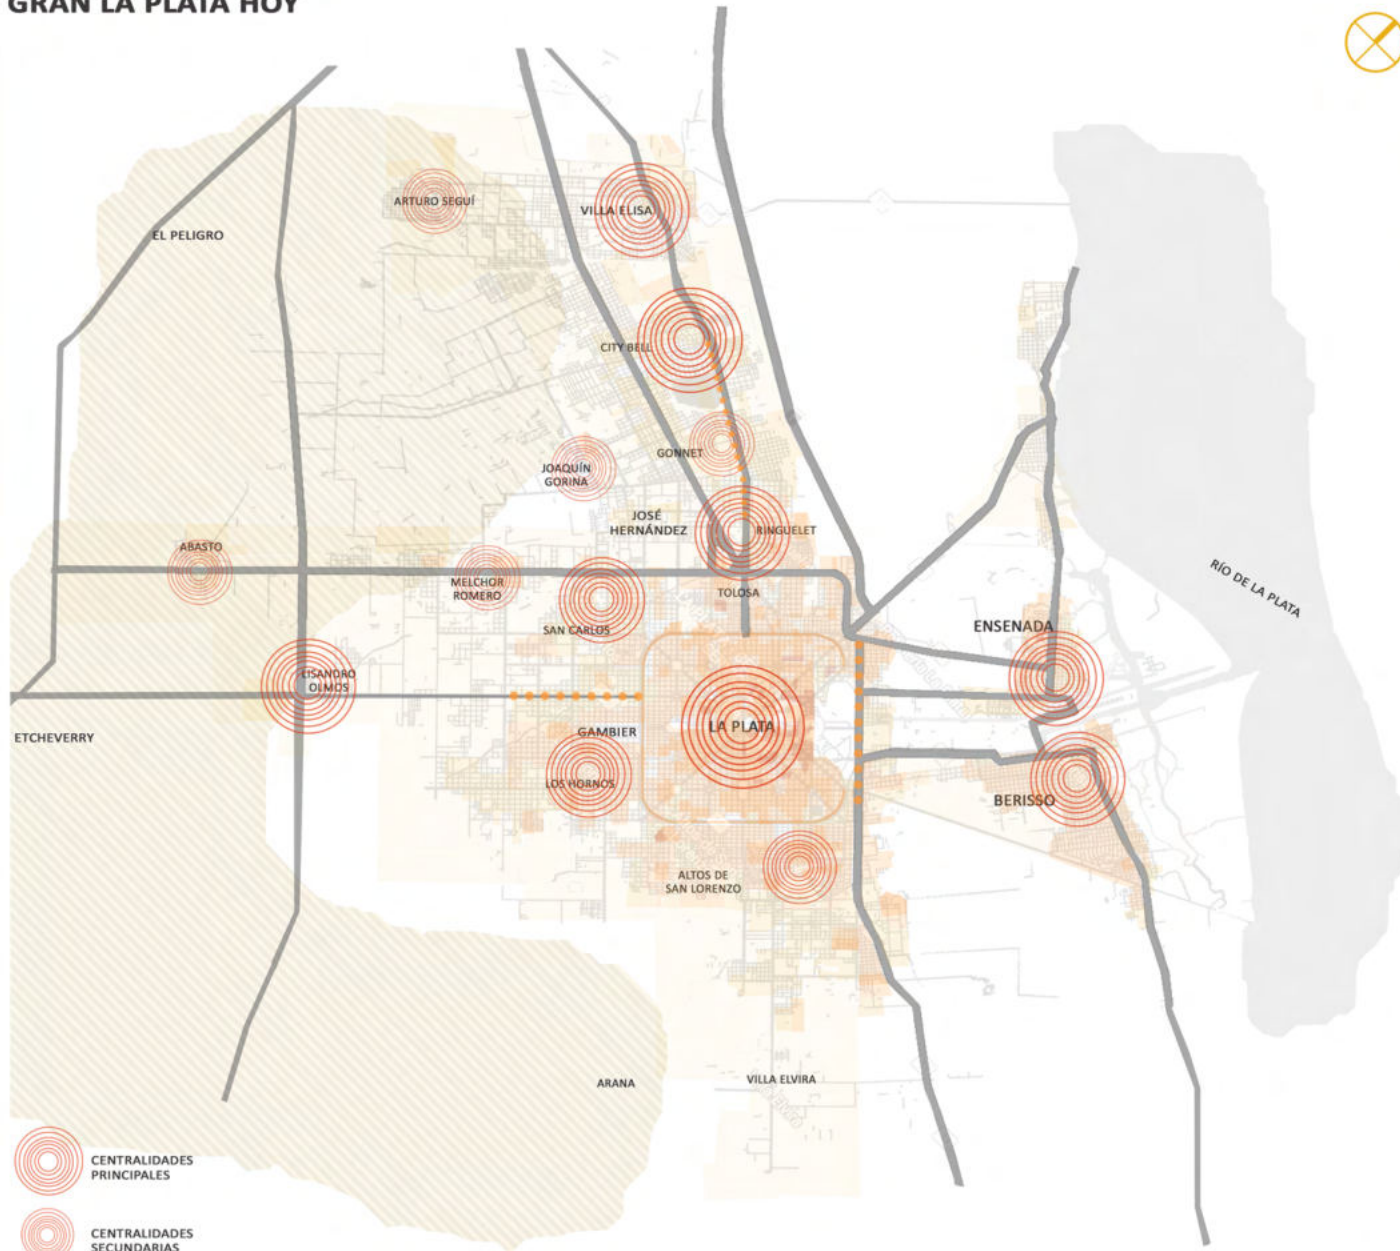 GRAN LA PLATA HOY
ARTURO SEGUÍ
VILLA ELISA
EL PELIGRO
CITY BELL
GONNET
JOAQUÍN
GORINA
JOSÉ
HERNÁNDEZ
RINGUELET
ABASTO
MELCHOR
ROMERO
TOLOSA
RÍO DE LA PLATA
SAN CARLOS
ENSENADA
LISANDRO
OLMOS
ETCHEVERRY
GAMBIER
LA PLATA
LOS HORNOS
BERISSO
ALTOS DE
SAN LORENZO
ARANA
VILLA ELVIRA
CENTRALIDADES
PRINCIPALES
CENTRALIDADES
SECUNDARIAS